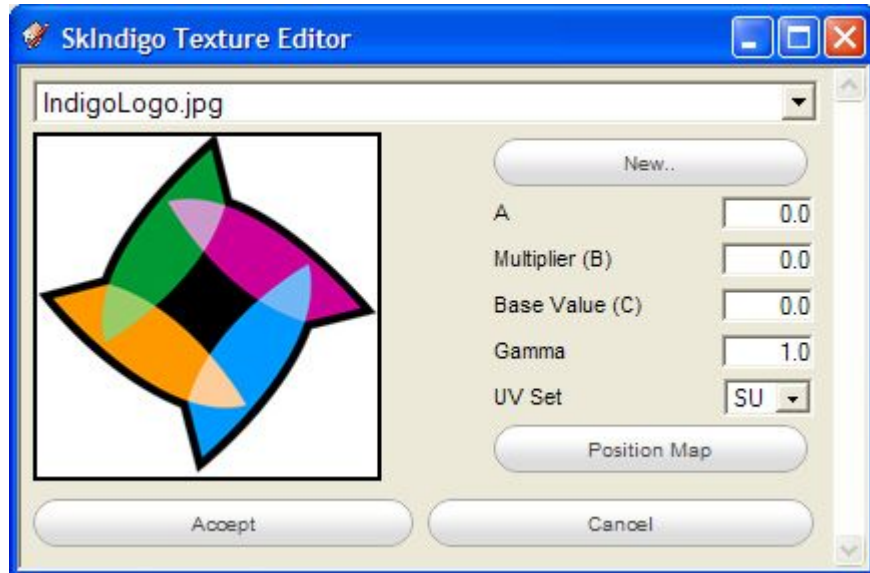 SkIndigo Texture Editor
IndigoLogo.jpg
New..
A 0.0
Multiplier (B) 0.0
Base Value (C) 0.0
Gamma 1.0
UV Set SU
Position Map
Accept Cancel